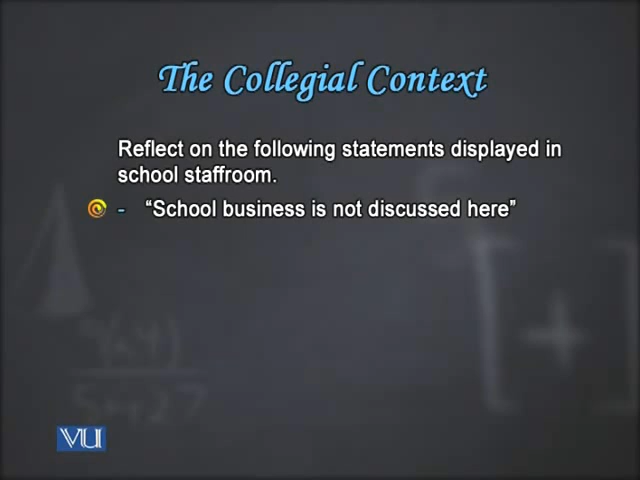 The Collegial Context
Reflect on the following statements displayed in
school staffroom.
- “School business is not discussed here”
VU